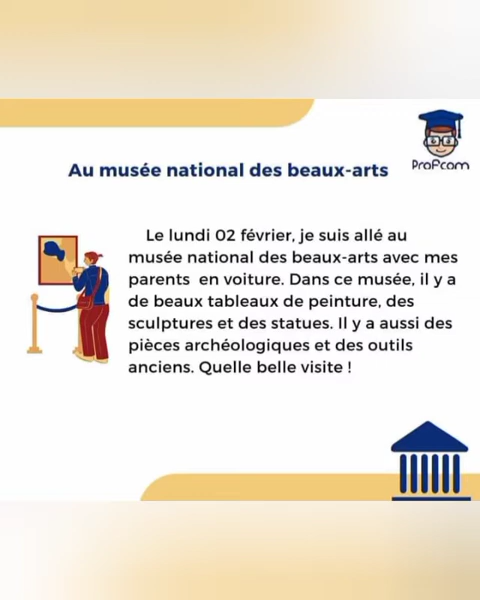 ProPcom
Au musée national des beaux-arts
Le lundi 02 février, je suis allé au
musée national des beaux-arts avec mes
parents en voiture. Dans ce musée, il y a
de beaux tableaux de peinture, des
sculptures et des statues. Il y a aussi des
pièces archéologiques et des outils
anciens. Quelle belle visite !